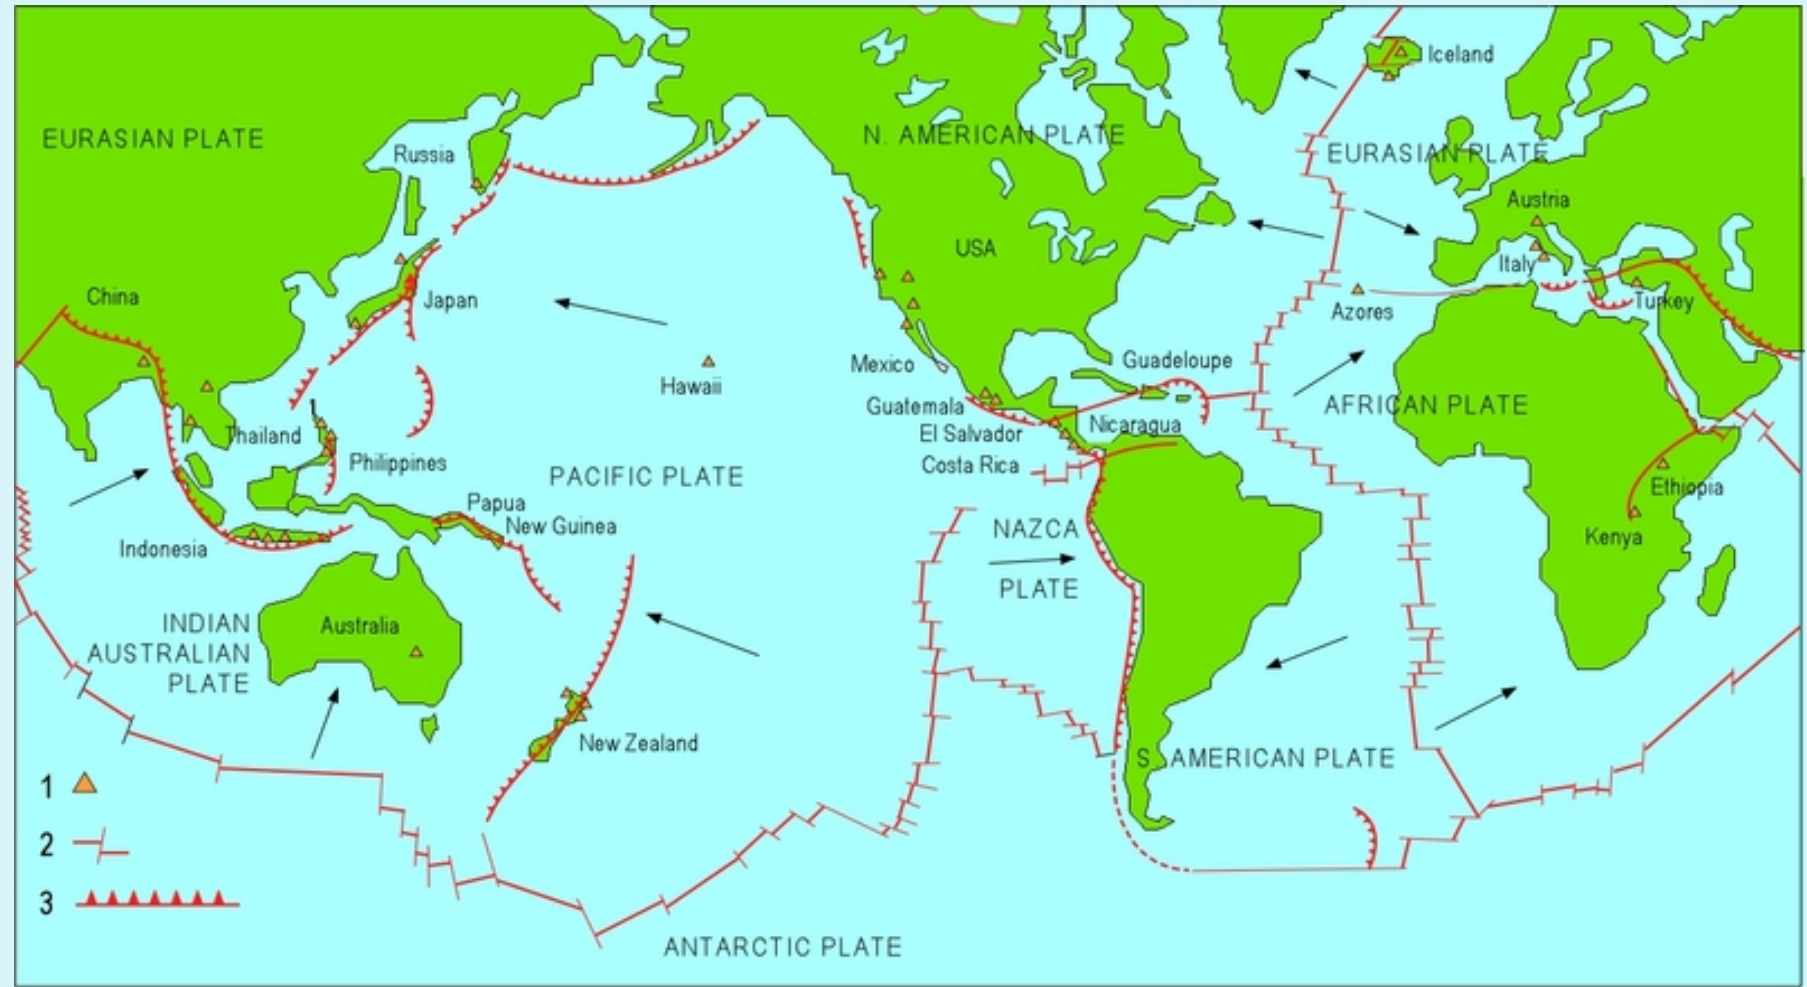 Iceland
EURASIAN PLATE
N. AMERICAN PLATE
EURASIAN PLATE
Russia
Austria
USA
Italy
China
Japan
Azores
Turkey
Mexico
Guadeloupe
Hawaii
Guatemala
AFRICAN PLATE
Nicaragua
El Salvador
Thailand
Philippines
Costa Rica
PACIFIC PLATE
Ethiopia
Papua
New Guinea
NAZCA
PLATE
Kenya
Indonesia
INDIAN
AUSTRALIAN
PLATE
Australia
New Zealand
S. AMERICAN PLATE
1
2
3
ANTARCTIC PLATE